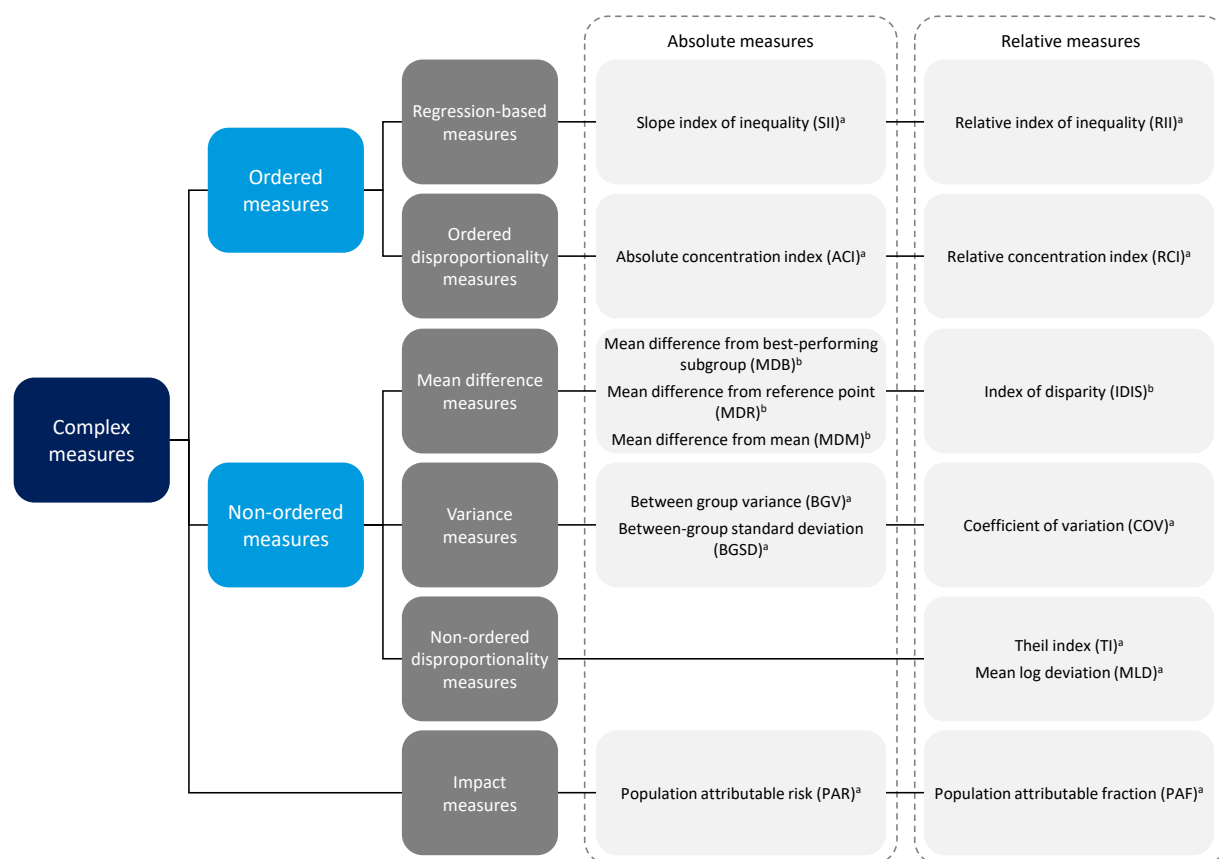 Absolute measures
Relative measures
Regression-based
measures
Slope index of inequality (SII)ᵃ
Relative index of inequality (RII)ᵃ
Ordered
measures
Ordered
disproportionality
measures
Absolute concentration index (ACI)ᵃ
Relative concentration index (RCI)ᵃ
Complex
measures
Mean difference
measures
Mean difference from best-performing
subgroup (MDB)ᵇ
Mean difference from reference point
(MDR)ᵇ
Mean difference from mean (MDM)ᵇ
Index of disparity (IDIS)ᵇ
Non-ordered
measures
Variance
measures
Between group variance (BGV)ᵃ
Between-group standard deviation
(BGSD)ᵃ
Coefficient of variation (COV)ᵃ
Non-ordered
disproportionality
measures
Theil index (TI)ᵃ
Mean log deviation (MLD)ᵃ
Impact
measures
Population attributable risk (PAR)ᵃ
Population attributable fraction (PAF)ᵃ